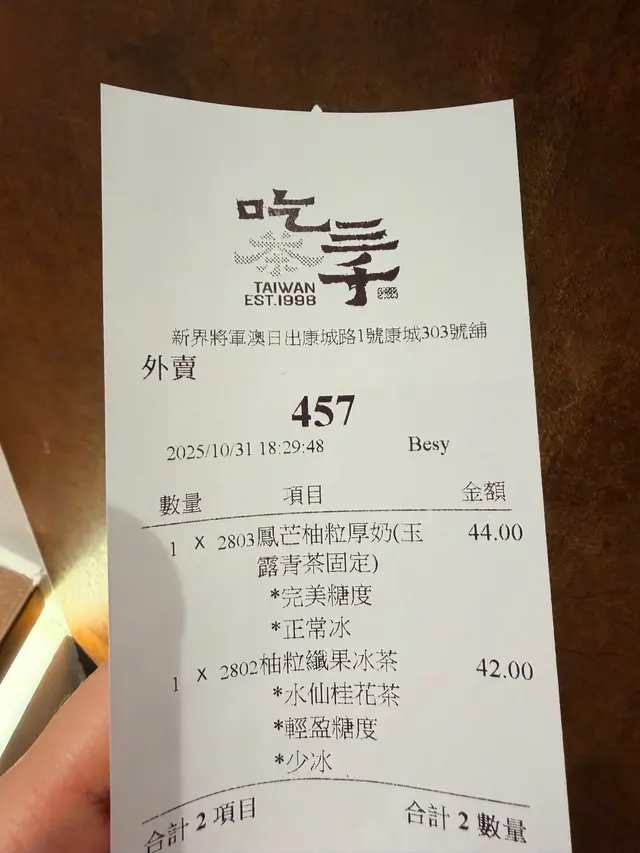 吃茶三千
TAIWAN
EST.1998
新界將軍澳日出康城路1號康城303號舖
外賣
457
2025/10/31 18:29:48 Besy
數量 項目 金額
1 X 2803鳳芒柚粒厚奶(玉 44.00
露青茶固定)
*完美糖度
*正常冰
1 X 2802柚粒纖果冰茶 42.00
*水仙桂花茶
*輕盈糖度
*少冰
合計 2 項目 合計 2 數量